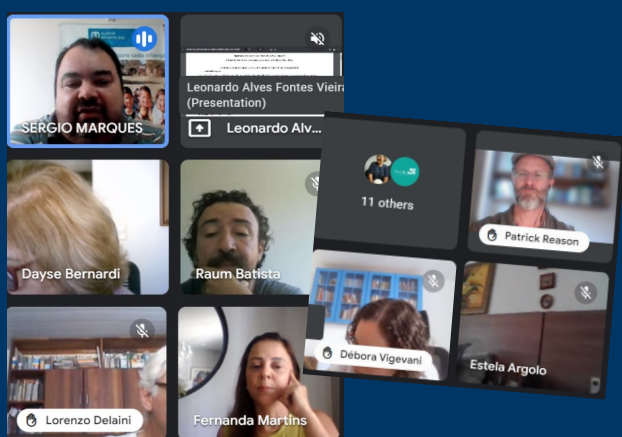 SERGIO MARQUES
Leonardo Alves Fontes Vieira
(Presentation)
Leonardo Alv...
Dayse Bernardi
Raum Batista
Lorenzo Delaini
Fernanda Martins
11 others
Patrick Reason
Débora Vigevani
Estela Argolo